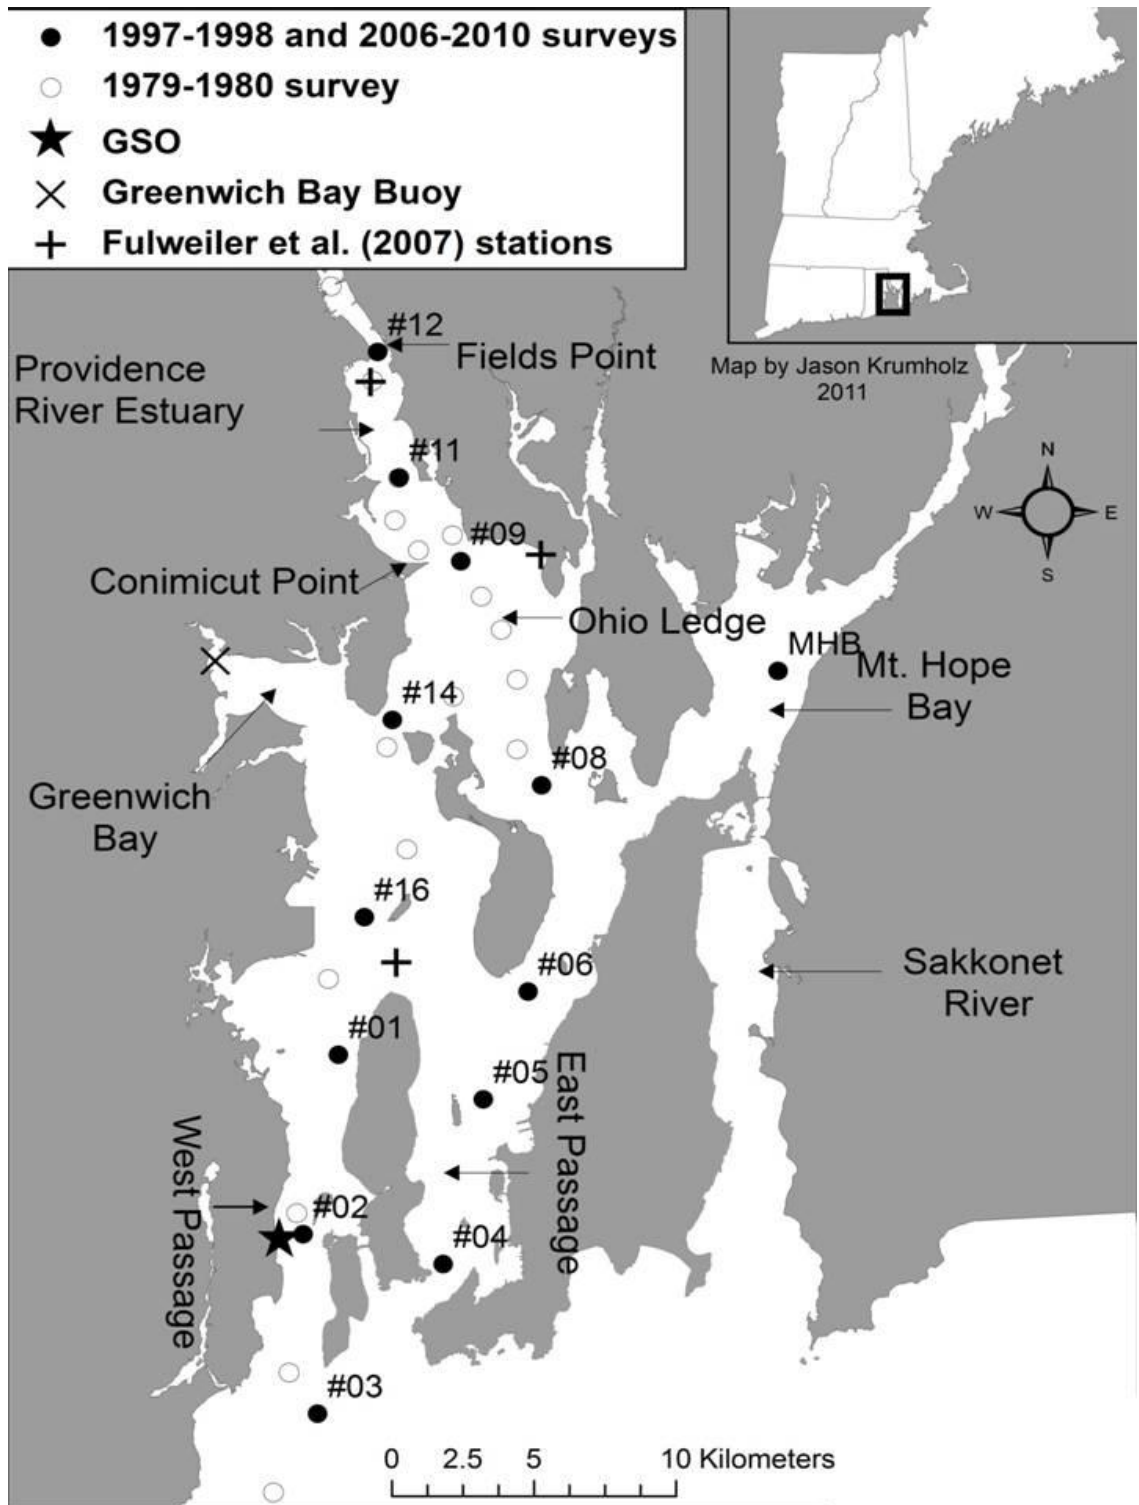 1997-1998 and 2006-2010 surveys
1979-1980 survey
GSO
Greenwich Bay Buoy
Fulweiler et al. (2007) stations
Map by Jason Krumholz
2011
N
W
E
S
#12
Fields Point
Providence
River Estuary
#11
#09
Conimicut Point
Ohio Ledge
MHB
Mt. Hope
Bay
#14
#08
Greenwich
Bay
#16
#06
Sakkonet
River
#01
#05
East Passage
West Passage
#02
#04
#03
0 2.5 5 10 Kilometers